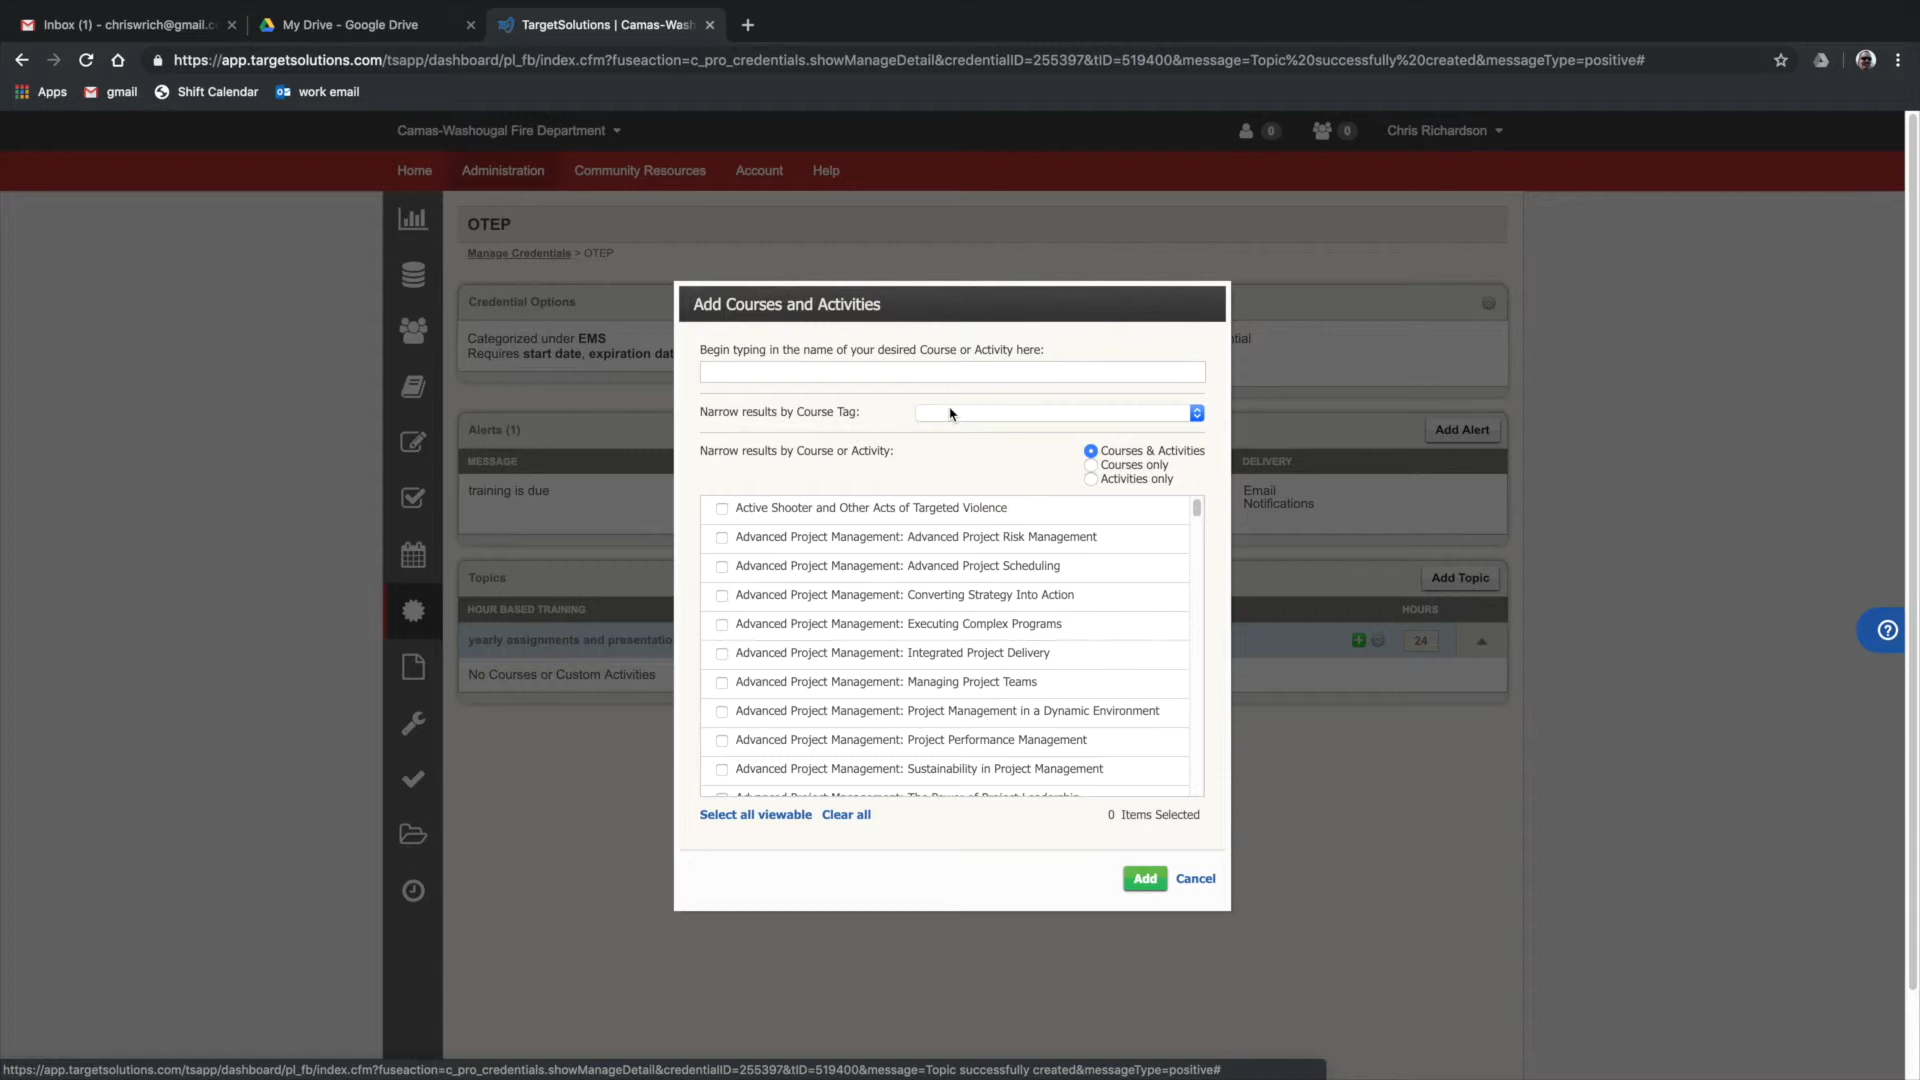 Inbox (1) - chriswrich@gmail.c
My Drive - Google Drive
TargetSolutions | Camas-Wash
https://app.targetsolutions.com/tsapp/dashboard/pl_fb/index.cfm?fuseaction=c_pro_credentials.showManageDetail&credentialID=255397&tID=519400&message=Topic%20successfully%20created&messageType=positive#
Apps gmail Shift Calendar work email
Camas-Washougal Fire Department 0 0 Chris Richardson
Home Administration Community Resources Account Help
OTEP
Manage Credentials > OTEP
Credential Options
Categorized under EMS
Requires start date, expiration dat
ntial
Alerts (1) Add Alert
MESSAGE DELIVERY
training is due Email
Notifications
Topics Add Topic
HOUR BASED TRAINING HOURS
yearly assignments and presentatio 24
No Courses or Custom Activities
Add Courses and Activities
Begin typing in the name of your desired Course or Activity here:
Narrow results by Course Tag:
Narrow results by Course or Activity: Courses & Activities
Courses only
Activities only
Active Shooter and Other Acts of Targeted Violence
Advanced Project Management: Advanced Project Risk Management
Advanced Project Management: Advanced Project Scheduling
Advanced Project Management: Converting Strategy Into Action
Advanced Project Management: Executing Complex Programs
Advanced Project Management: Integrated Project Delivery
Advanced Project Management: Managing Project Teams
Advanced Project Management: Project Management in a Dynamic Environment
Advanced Project Management: Project Performance Management
Advanced Project Management: Sustainability in Project Management
Advanced Project Management: The Power of Project Leadership
Select all viewable Clear all 0 Items Selected
Add Cancel
https://app.targetsolutions.com/tsapp/dashboard/pl_fb/index.cfm?fuseaction=c_pro_credentials.showManageDetail&credentialID=255397&tID=519400&message=Topic successfully created&messageType=positive#